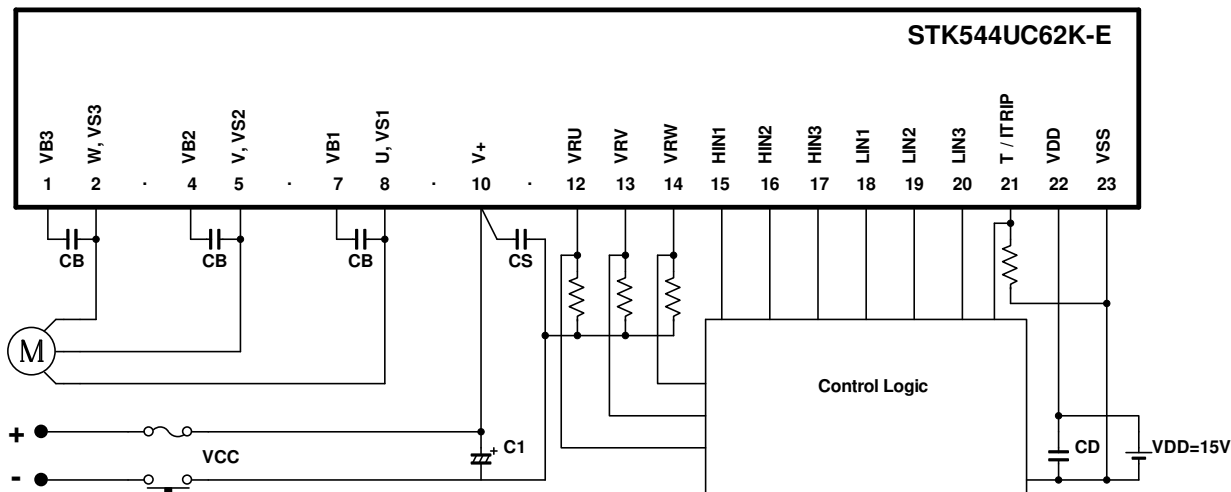 STK544UC62K-E
VB3 W, VS3 VB2 V, VS2 VB1 U, VS1 V+ VRU VRV VRW HIN1 HIN2 HIN3 LIN1 LIN2 LIN3 T / ITRIP VDD VSS
1 2 · 4 5 · 7 8 · 10 · 12 13 14 15 16 17 18 19 20 21 22 23
CB CB CB CS
M
Control Logic
+ VCC + C1 CD VDD=15V
-